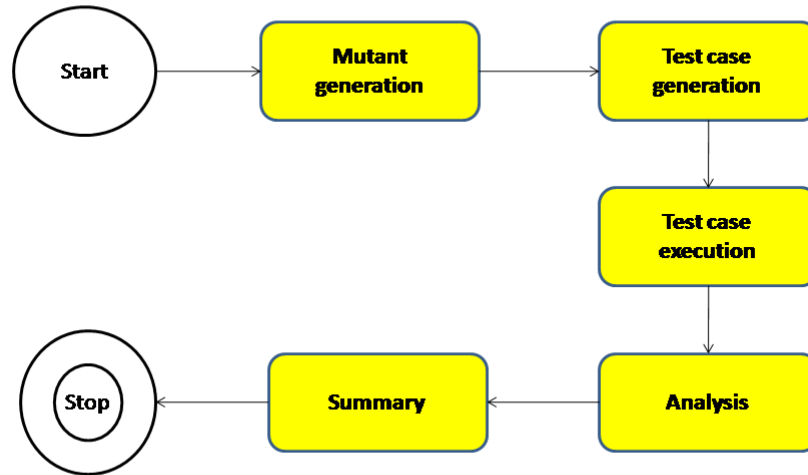 Start
Mutant
generation
Test case
generation
Test case
execution
Analysis
Summary
Stop